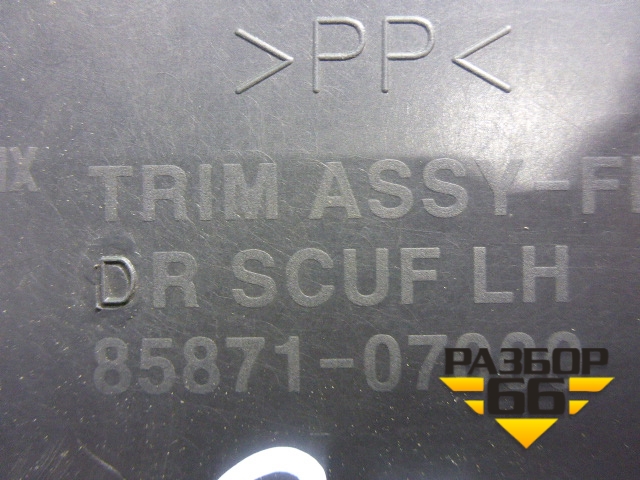 >PP<
TRIM ASSY-F
DR SCUF LH
85871-07
РАЗБОР
66